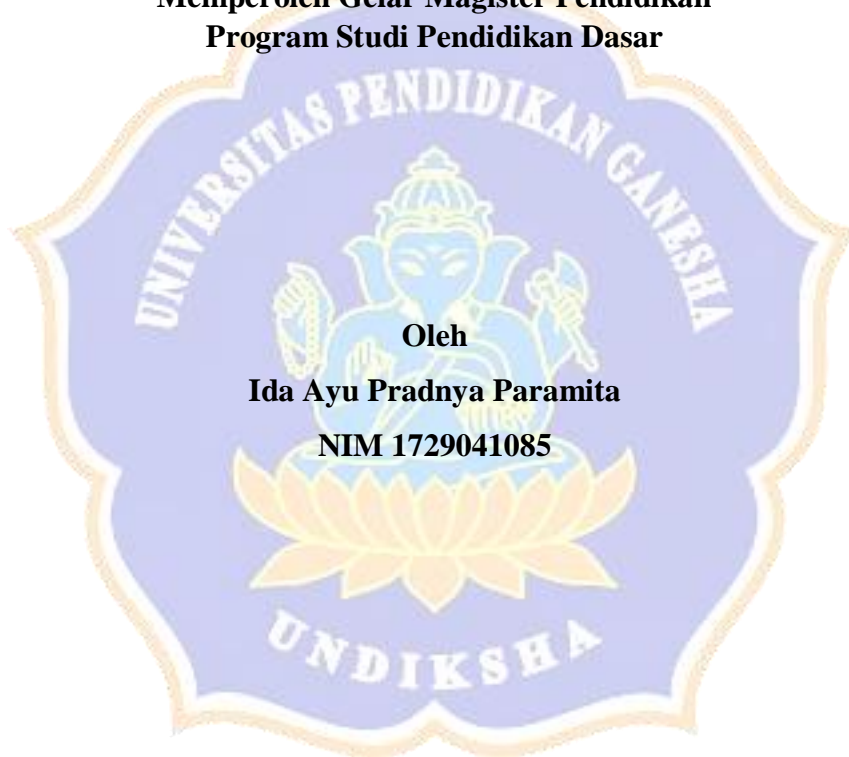 Memperoleh Gelar Magister Pendidikan
Program Studi Pendidikan Dasar
UNIVERSITAS PENDIDIKAN GANESHA
Oleh
Ida Ayu Pradnya Paramita
NIM 1729041085
UNDIKSHA